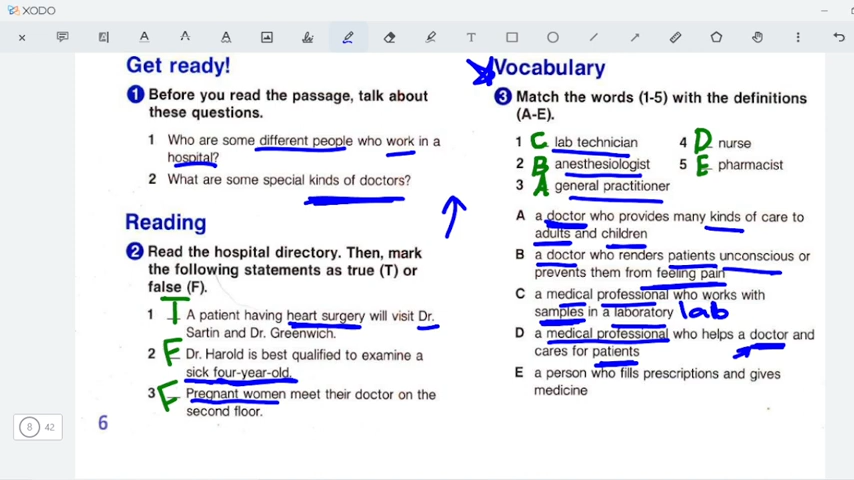 XODO
Get ready!
1 Before you read the passage, talk about
these questions.
1 Who are some different people who work in a
hospital?
2 What are some special kinds of doctors?
Reading
2 Read the hospital directory. Then, mark
the following statements as true (T) or
false (F).
1 T A patient having heart surgery will visit Dr.
Sartin and Dr. Greenwich.
2 F Dr. Harold is best qualified to examine a
sick four-year-old.
3 F Pregnant women meet their doctor on the
second floor.
6
8 42
Vocabulary
3 Match the words (1-5) with the definitions
(A-E).
1 C lab technician 4 D nurse
2 B anesthesiologist 5 E pharmacist
3 A general practitioner
A a doctor who provides many kinds of care to
adults and children
B a doctor who renders patients unconscious or
prevents them from feeling pain
C a medical professional who works with
samples in a laboratory lab
D a medical professional who helps a doctor and
cares for patients
E a person who fills prescriptions and gives
medicine